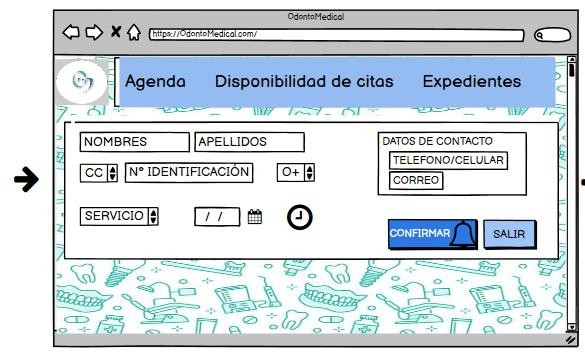 OdontoMedical
https://OdontoMedical.com/
Agenda Disponibilidad de citas Expedientes
NOMBRES APELLIDOS
CC N° IDENTIFICACIÓN O+
DATOS DE CONTACTO
TELEFONO/CELULAR
CORREO
SERVICIO / /
CONFIRMAR SALIR